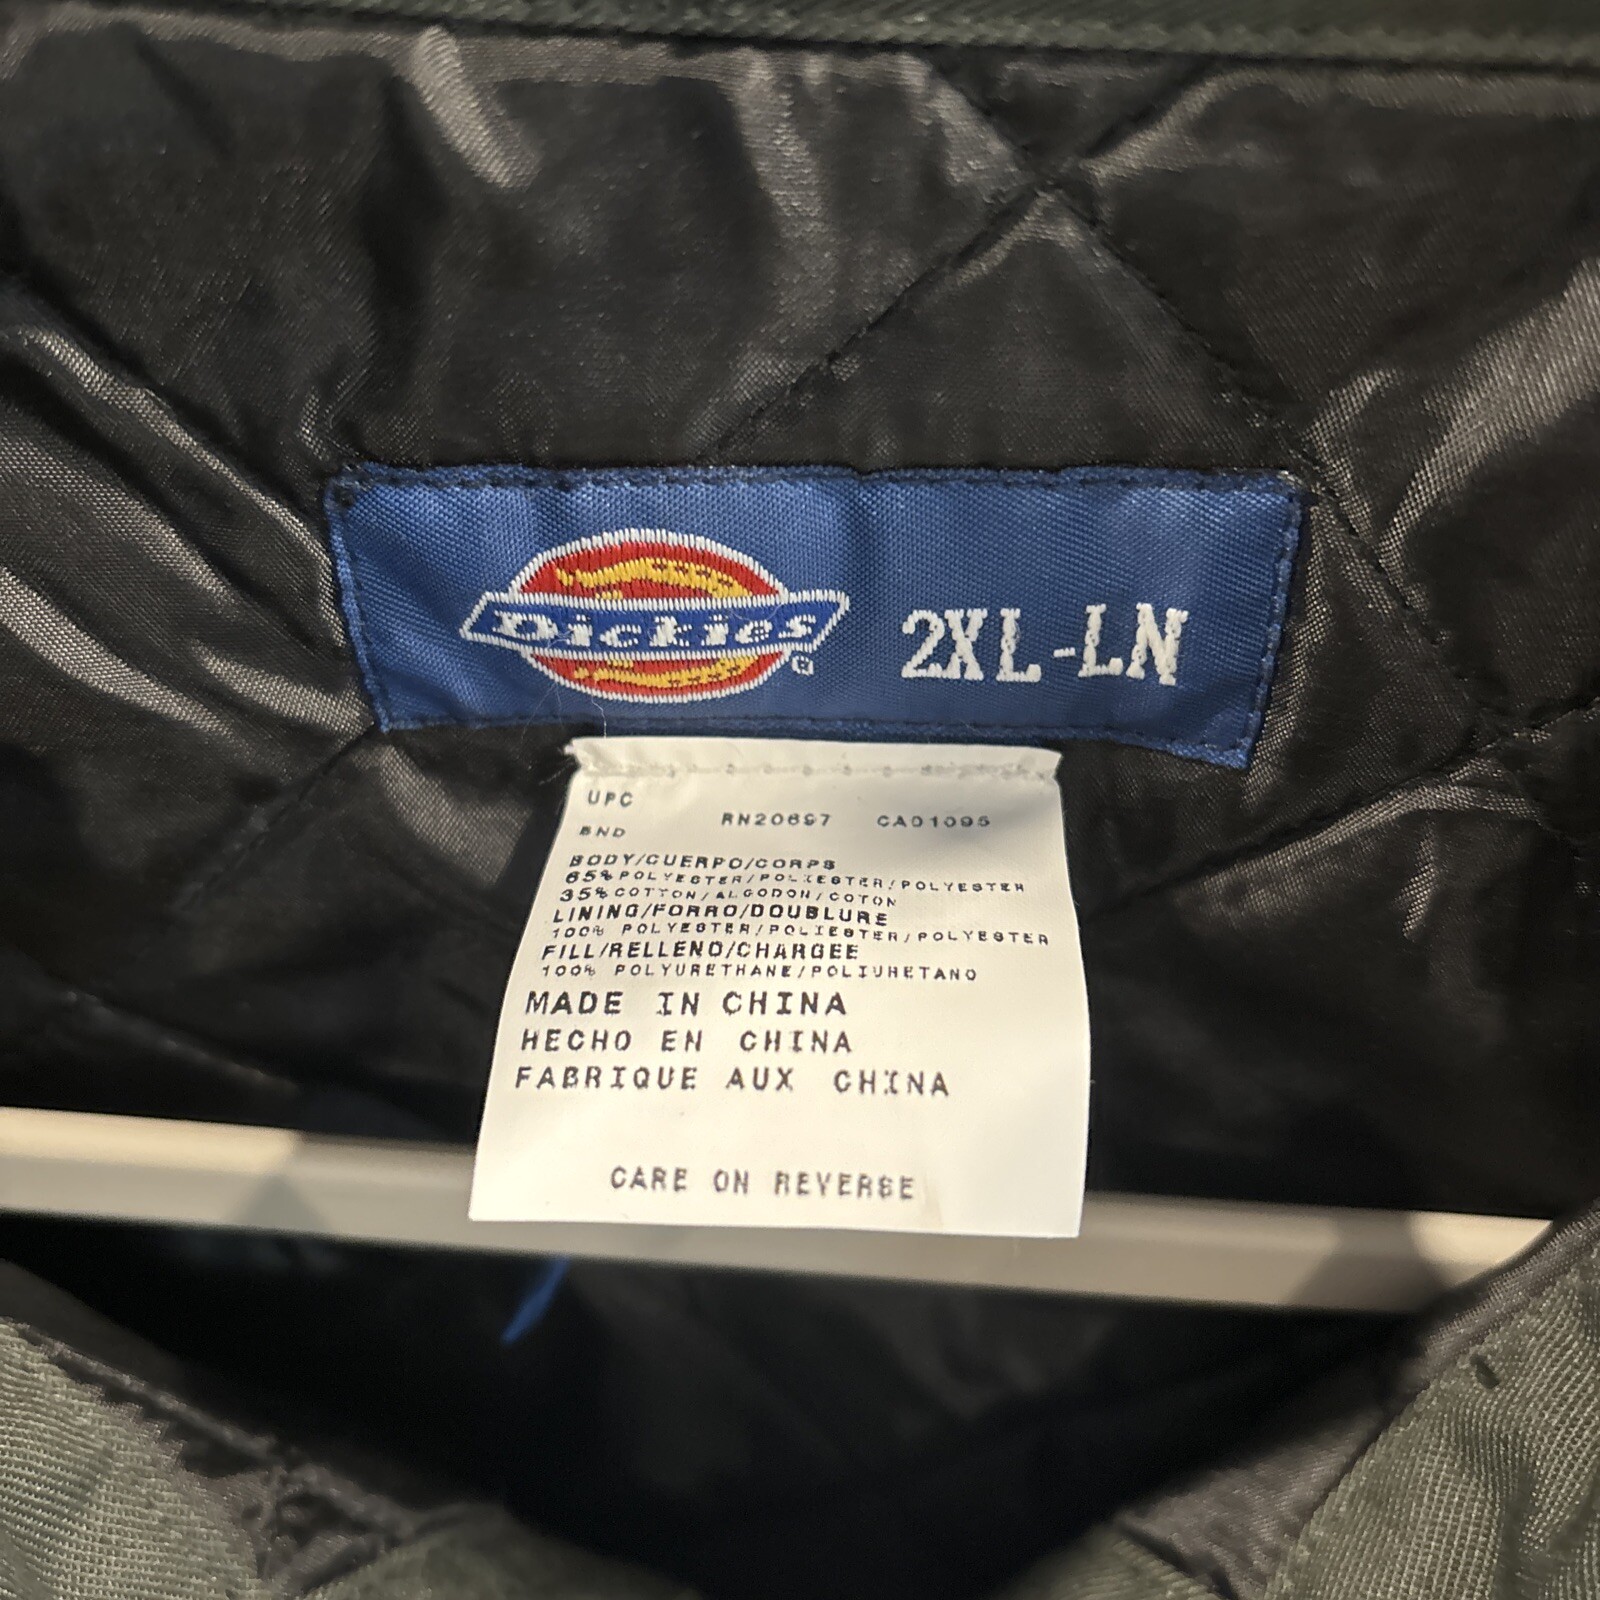 Dickies
2XL-LN
UPC
BND
RN20697 CA01095
BODY/CUERPO/CORPS
65% POLYESTER/POLIESTER/POLYESTER
35% COTTON/ALGODON/COTON
LINING/FORRO/DOUBLURE
100% POLYESTER/POLIESTER/POLYESTER
FILL/RELLENO/CHARGEE
100% POLYURETHANE/POLIURETANO
MADE IN CHINA
HECHO EN CHINA
FABRIQUE AUX CHINA
CARE ON REVERSE